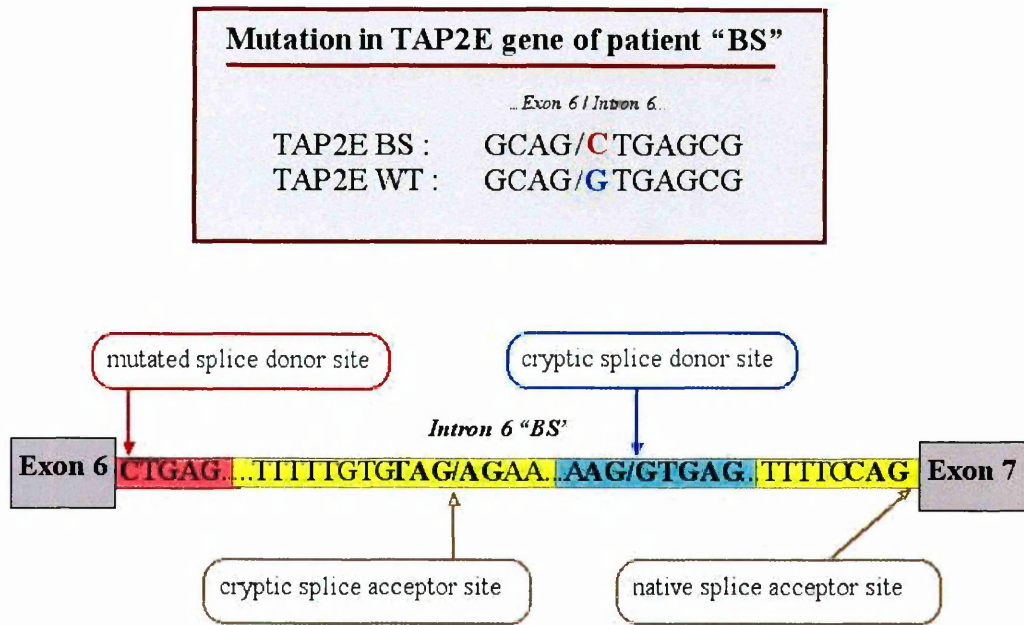 Mutation in TAP2E gene of patient “BS”
...Exon 6 / Intron 6...
TAP2E BS : GCAG/CTGAGCG
TAP2E WT : GCAG/GTGAGCG
mutated splice donor site
cryptic splice donor site
Intron 6 “BS’
Exon 6 CTGAG.....TTTTTGTGTAG/AGAA...AAG/GTGAG..TTTTCCAG Exon 7
cryptic splice acceptor site
native splice acceptor site